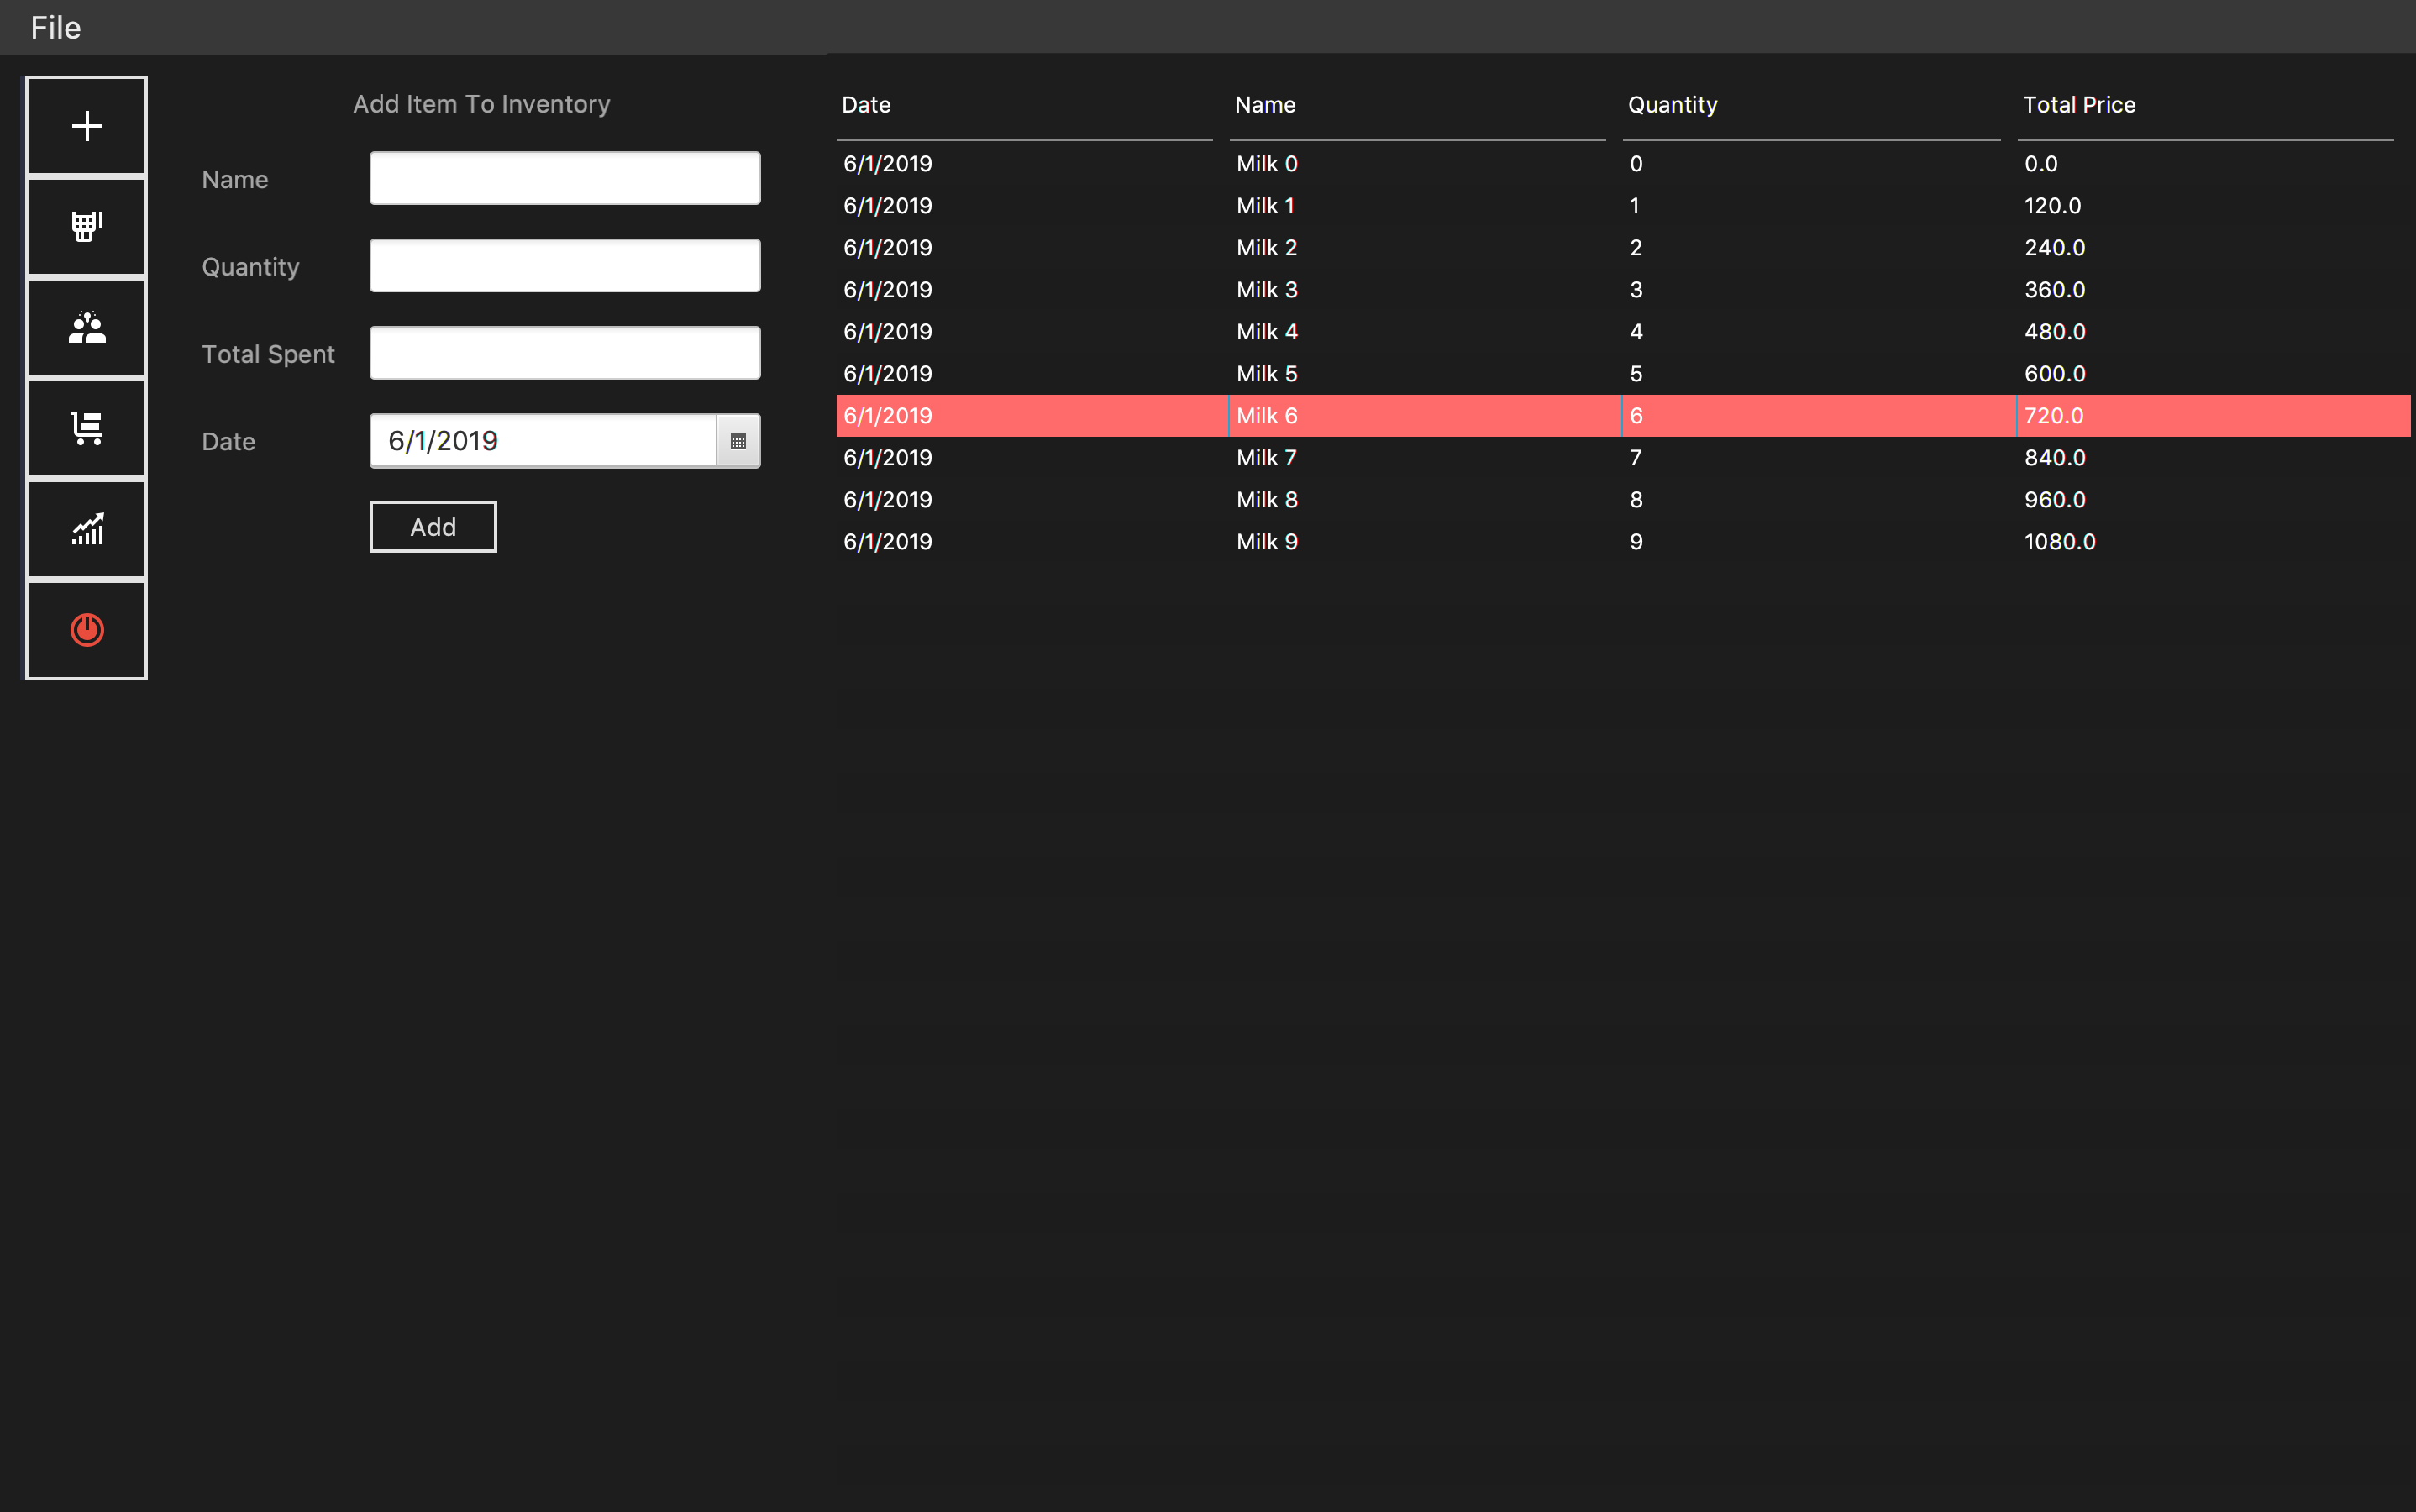 File
Add Item To Inventory
Name
Quantity
Total Spent
Date
6/1/2019
Add
Date Name Quantity Total Price
6/1/2019 Milk 0 0 0.0
6/1/2019 Milk 1 1 120.0
6/1/2019 Milk 2 2 240.0
6/1/2019 Milk 3 3 360.0
6/1/2019 Milk 4 4 480.0
6/1/2019 Milk 5 5 600.0
6/1/2019 Milk 6 6 720.0
6/1/2019 Milk 7 7 840.0
6/1/2019 Milk 8 8 960.0
6/1/2019 Milk 9 9 1080.0